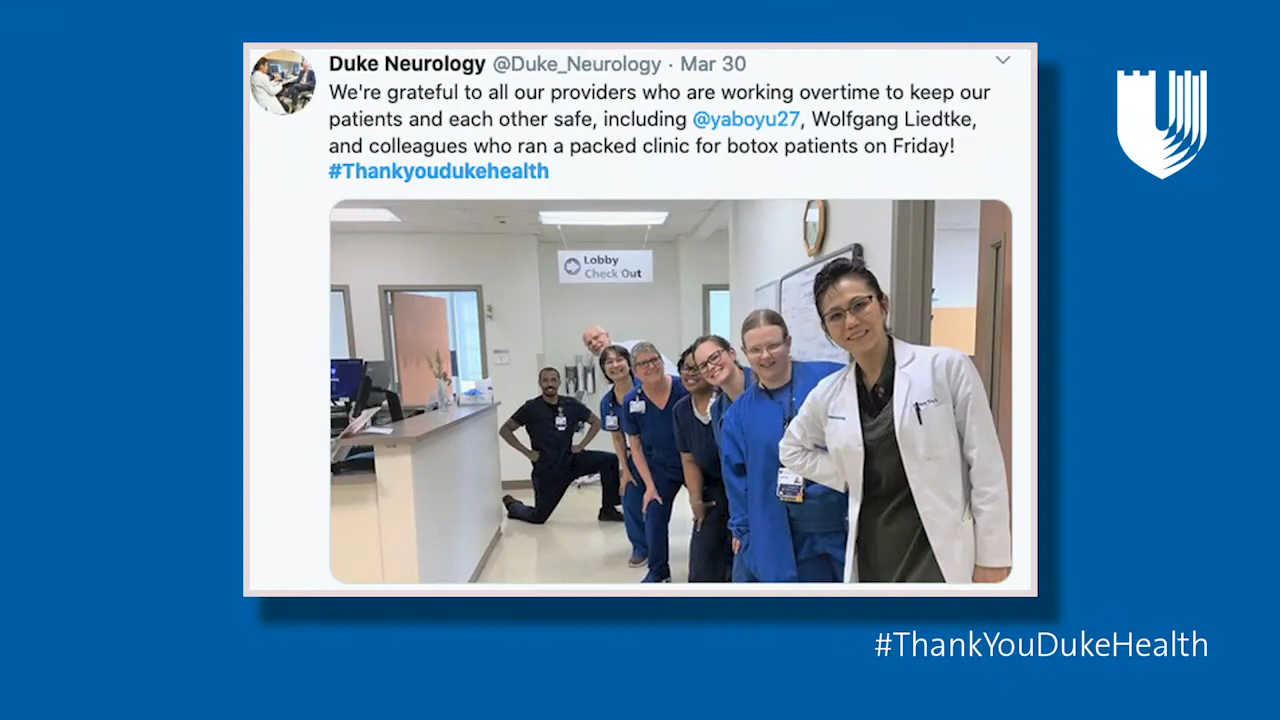 Duke Neurology @Duke_Neurology · Mar 30
We're grateful to all our providers who are working overtime to keep our
patients and each other safe, including @yaboyu27, Wolfgang Liedtke,
and colleagues who ran a packed clinic for botox patients on Friday!
#Thankyoudukehealth
Lobby
Check Out
#ThankYouDukeHealth